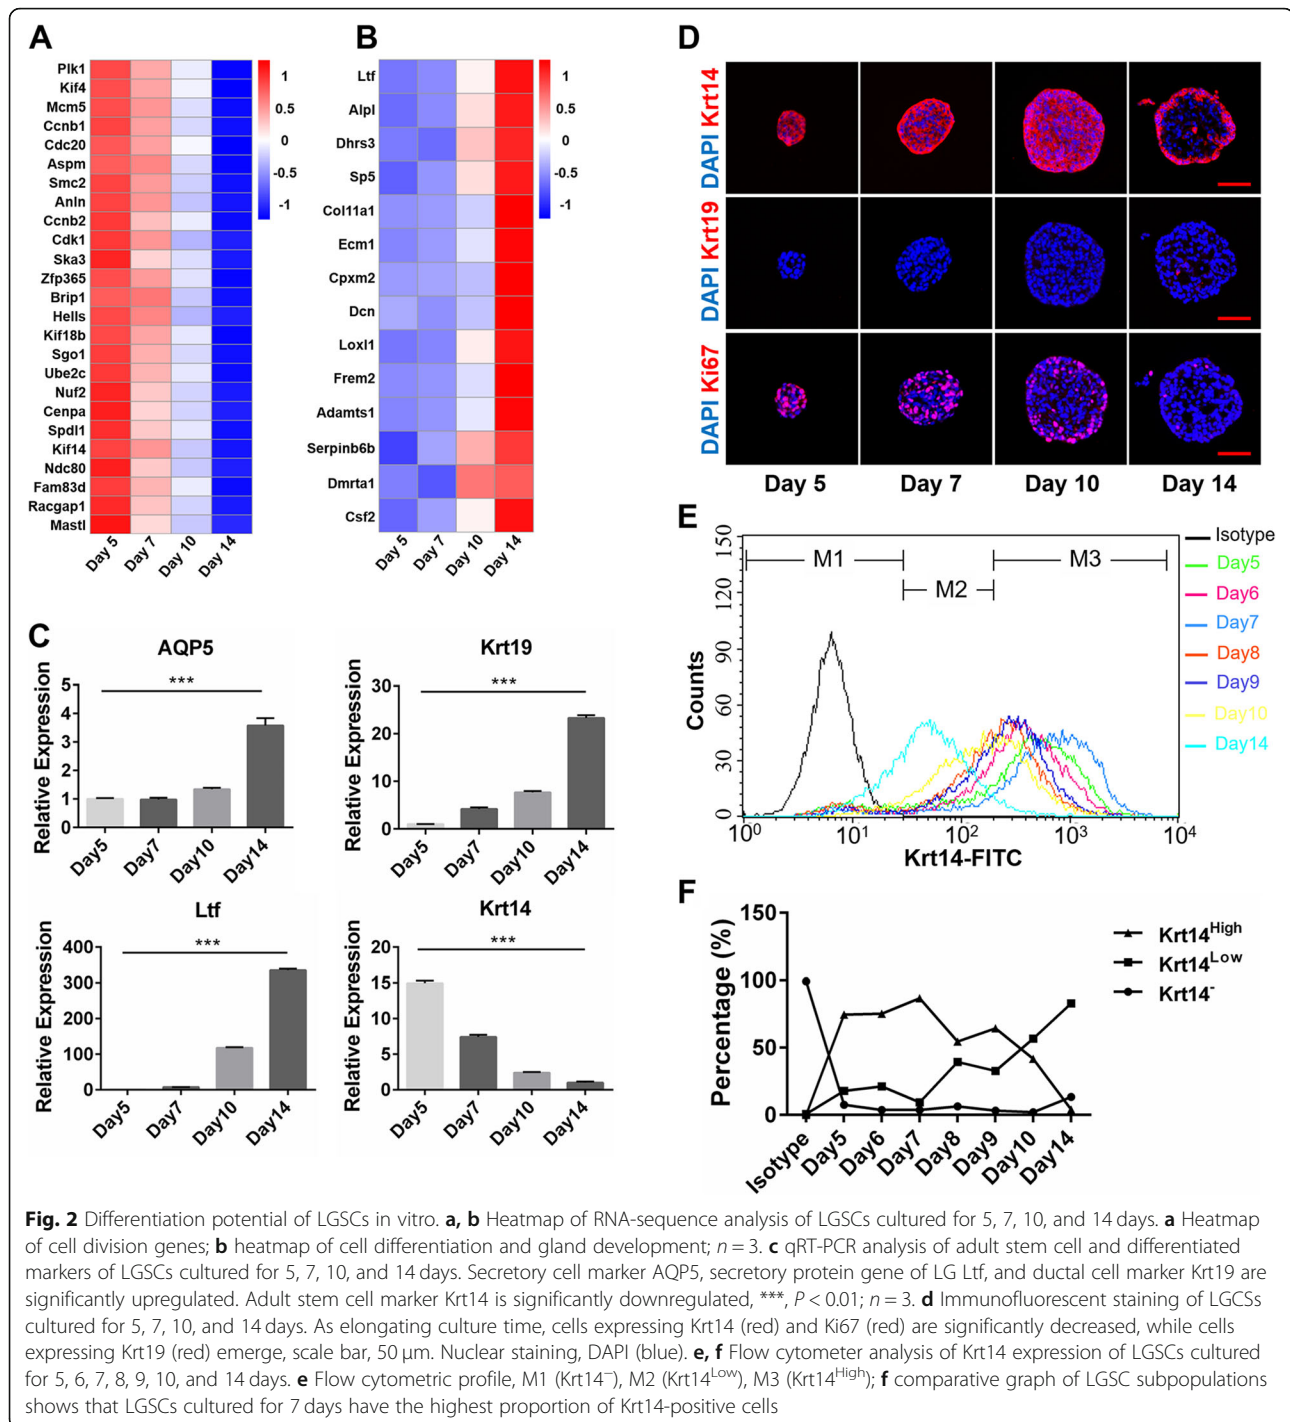 A
Plk1
Kif4
Mcm5
Ccnb1
Cdc20
Aspm
Smc2
Anln
Ccnb2
Cdk1
Ska3
Zfp365
Brip1
Hells
Kif18b
Sgo1
Ube2c
Nuf2
Cenpa
Spdl1
Kif14
Ndc80
Fam83d
Racgap1
Mastl
1
0.5
0
-0.5
-1
Day 5
Day 7
Day 10
Day 14
B
Ltf
Alpl
Dhrs3
Sp5
Col11a1
Ecm1
Cpxm2
Dcn
Loxl1
Frem2
Adamts1
Serpinb6b
Dmrta1
Csf2
1
0.5
0
-0.5
-1
Day 5
Day 7
Day 10
Day 14
C
AQP5
Relative Expression
5
4
3
2
1
0
***
Day5
Day7
Day10
Day14
Krt19
Relative Expression
30
20
10
0
***
Day5
Day7
Day10
Day14
Ltf
Relative Expression
400
300
200
100
0
***
Day5
Day7
Day10
Day14
Krt14
Relative Expression
20
15
10
5
0
***
Day5
Day7
Day10
Day14
D
DAPI Krt14
DAPI Krt19
DAPI Ki67
Day 5
Day 7
Day 10
Day 14
E
Counts
150
120
90
60
30
0
M1
M2
M3
10⁰
10¹
10²
10³
10⁴
Krt14-FITC
Isotype
Day5
Day6
Day7
Day8
Day9
Day10
Day14
F
Percentage (%)
150
100
50
0
Isotype
Day5
Day6
Day7
Day8
Day9
Day10
Day14
Krt14High
Krt14Low
Krt14-
Fig. 2 Differentiation potential of LGSCs in vitro. a, b Heatmap of RNA-sequence analysis of LGSCs cultured for 5, 7, 10, and 14 days. a Heatmap
of cell division genes; b heatmap of cell differentiation and gland development; n = 3. c qRT-PCR analysis of adult stem cell and differentiated
markers of LGSCs cultured for 5, 7, 10, and 14 days. Secretory cell marker AQP5, secretory protein gene of LG Ltf, and ductal cell marker Krt19 are
significantly upregulated. Adult stem cell marker Krt14 is significantly downregulated, ***, P < 0.01; n = 3. d Immunofluorescent staining of LGCSs
cultured for 5, 7, 10, and 14 days. As elongating culture time, cells expressing Krt14 (red) and Ki67 (red) are significantly decreased, while cells
expressing Krt19 (red) emerge, scale bar, 50 μm. Nuclear staining, DAPI (blue). e, f Flow cytometer analysis of Krt14 expression of LGSCs cultured
for 5, 6, 7, 8, 9, 10, and 14 days. e Flow cytometric profile, M1 (Krt14−), M2 (Krt14Low), M3 (Krt14High); f comparative graph of LGSC subpopulations
shows that LGSCs cultured for 7 days have the highest proportion of Krt14-positive cells